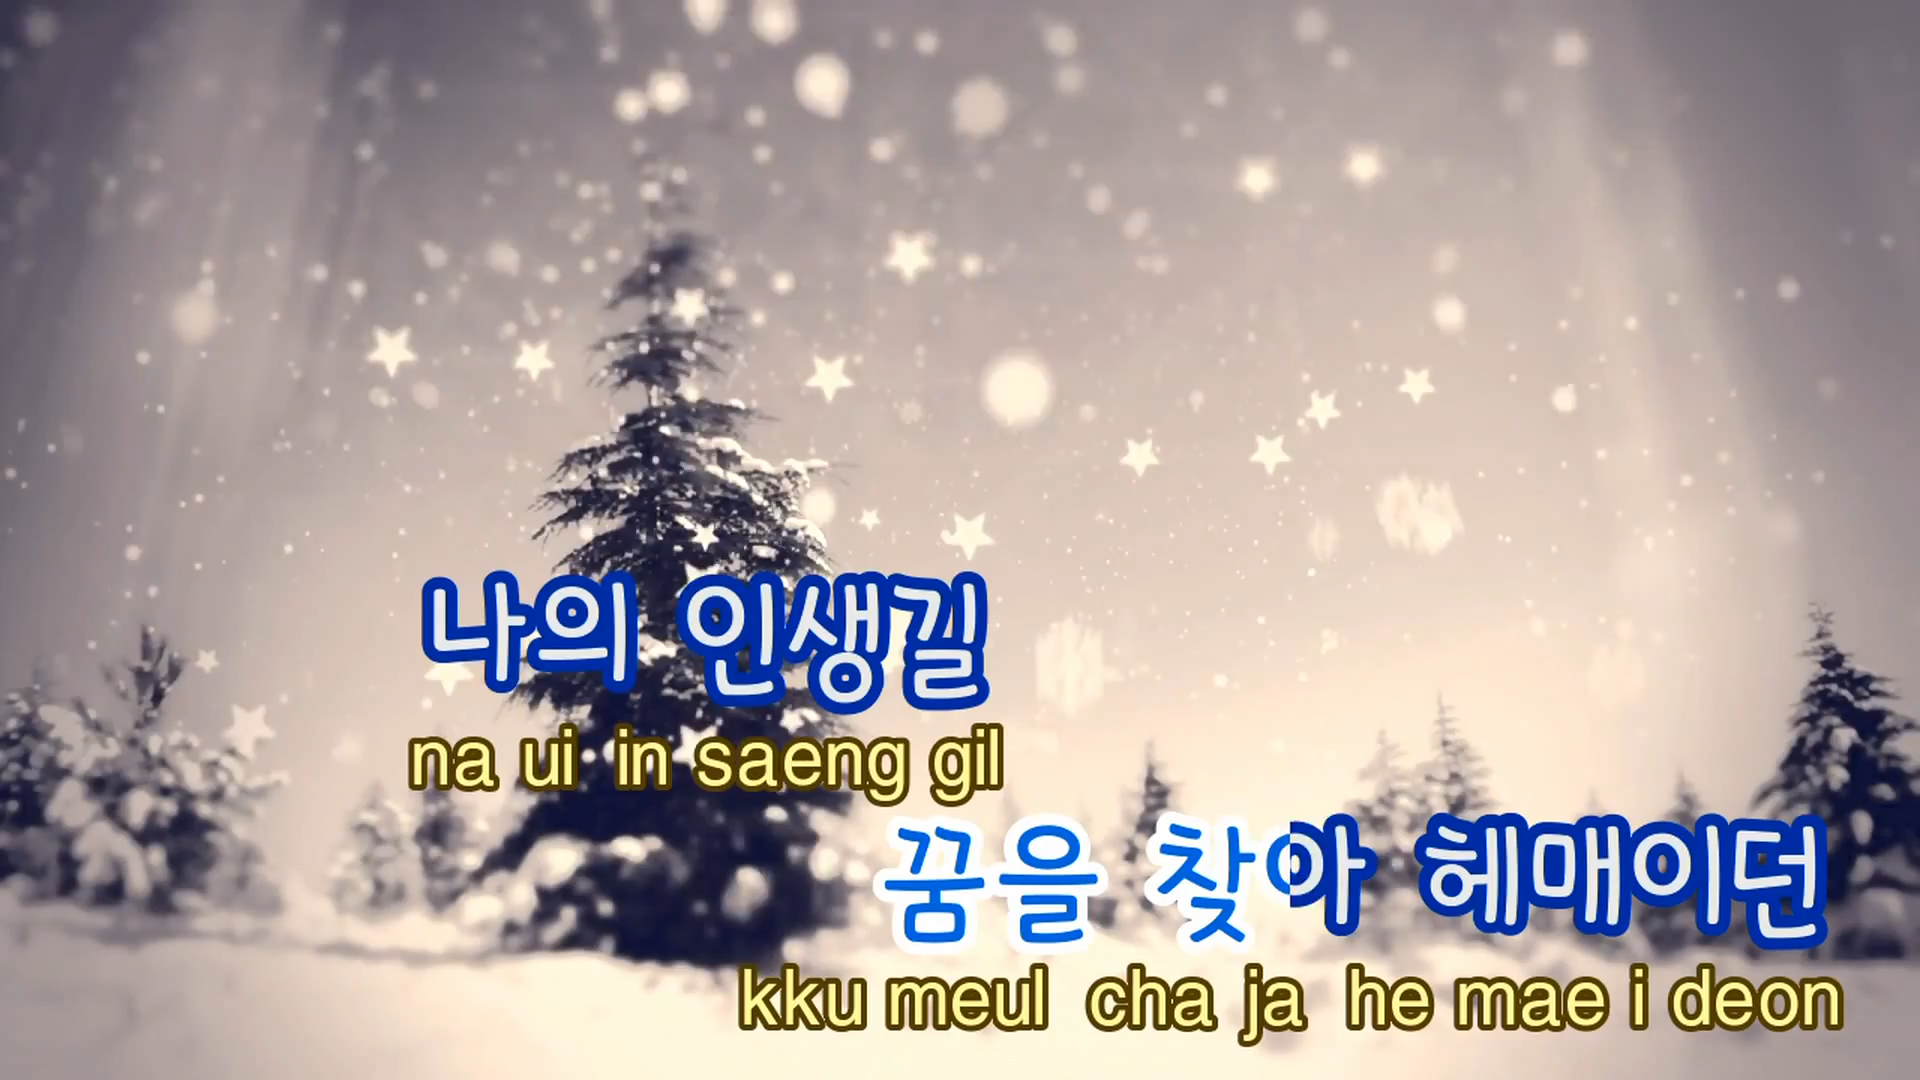 나의 인생낄
na ui in saeng gil
꿈을 찾아 헤매이던
kku meul cha ja he mae i deon